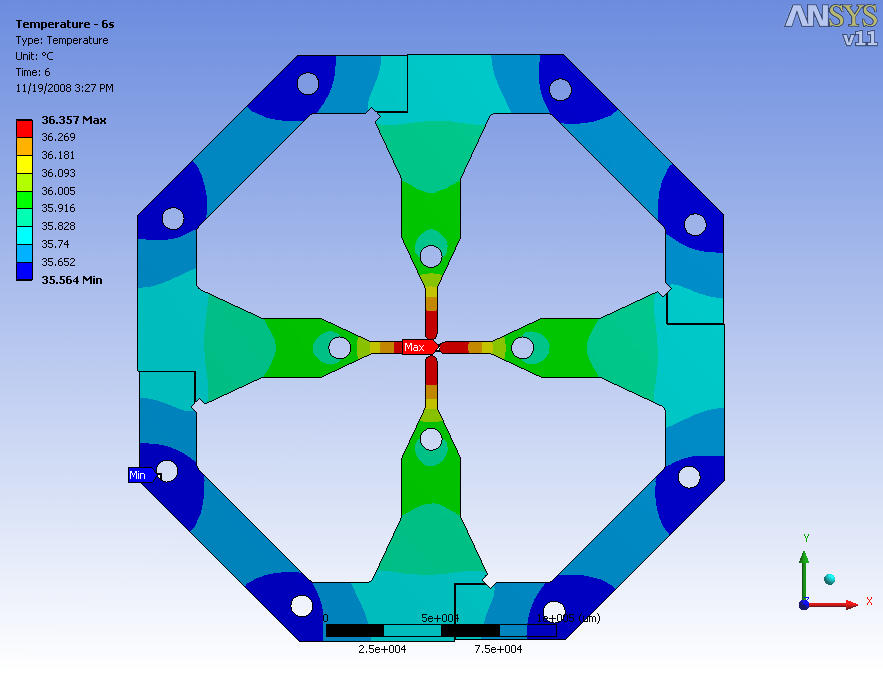 Temperature - 6s
Type: Temperature
Unit: °C
Time: 6
11/19/2008 3:27 PM
ANSYS
v11
36.357 Max
36.269
36.181
36.093
36.005
35.916
35.828
35.74
35.652
35.564 Min
Max
Min
Y
X
5e+004
(um)
2.5e+004
7.5e+004